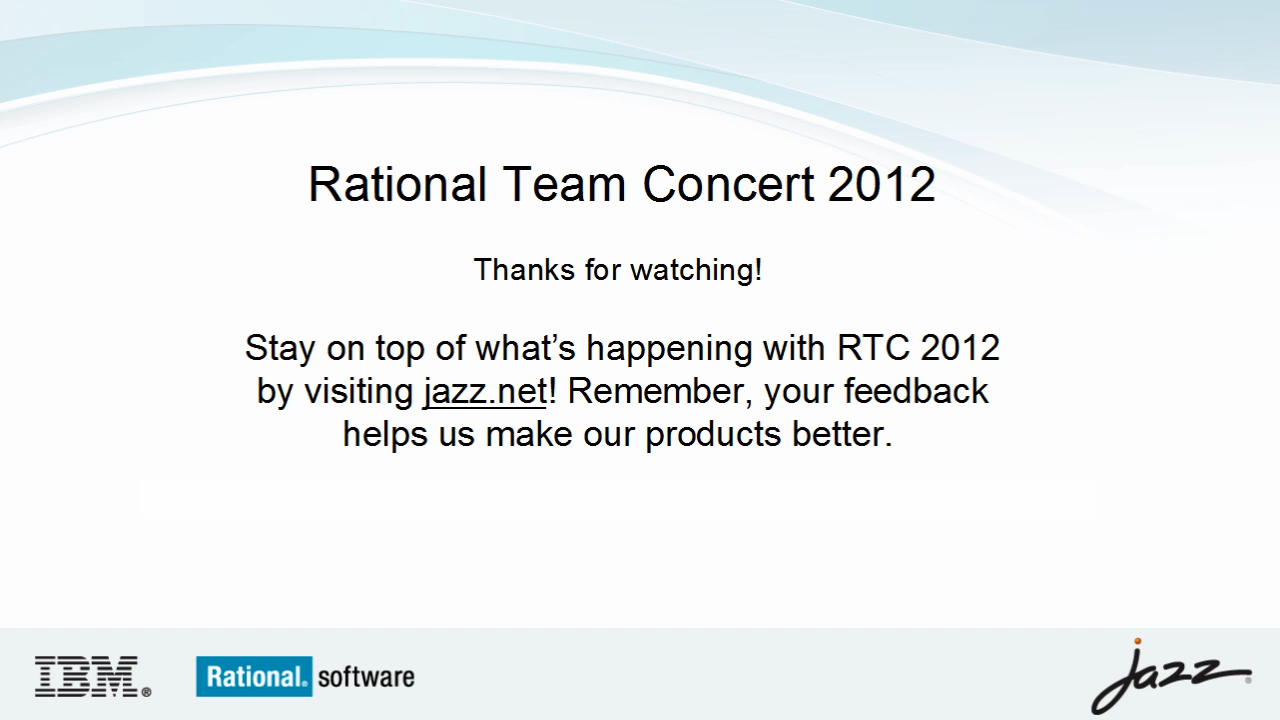 Rational Team Concert 2012
Thanks for watching!
Stay on top of what’s happening with RTC 2012
by visiting jazz.net! Remember, your feedback
helps us make our products better.
IBM®
Rational® software
jazz®